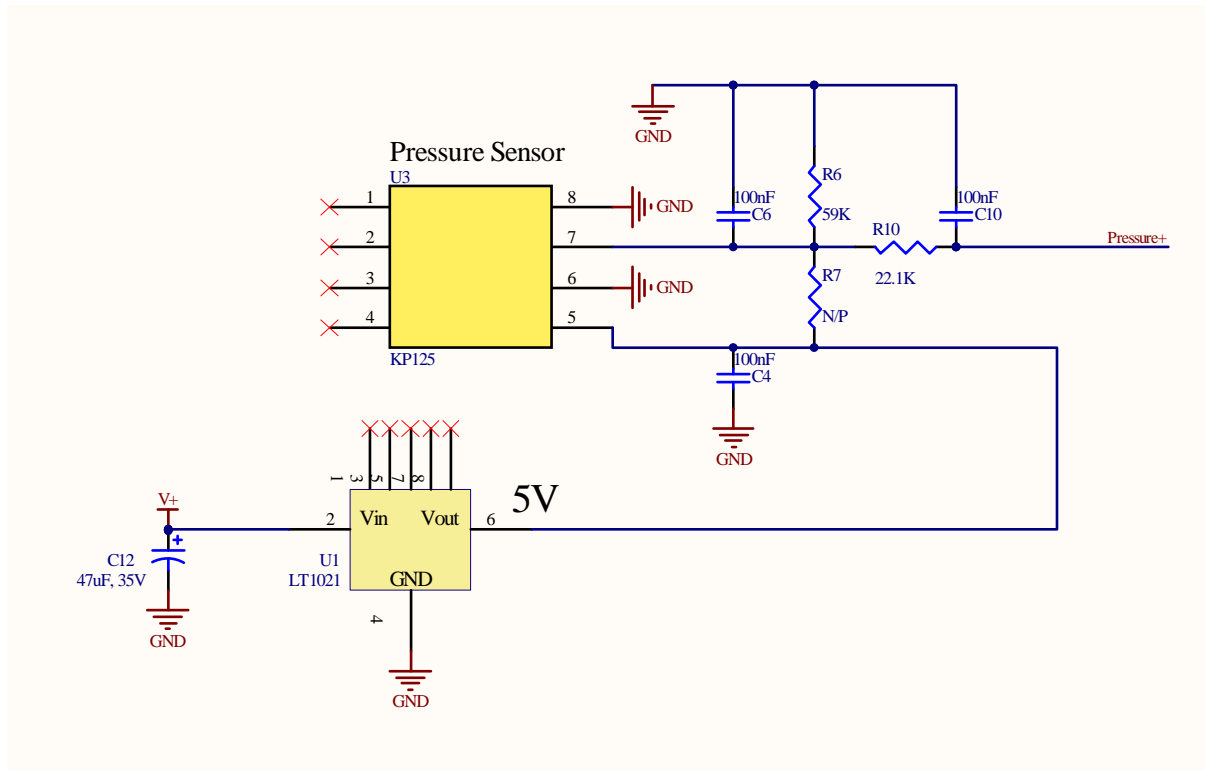 GND
Pressure Sensor
U3
1
8
GND
100nF
C6
R6
59K
100nF
C10
2
7
R10
22.1K
Pressure+
3
6
GND
R7
N/P
4
5
KP125
100nF
C4
GND
1
3
5
7
8
5V
V+
2
Vin
Vout
6
C12
47uF, 35V
U1
LT1021
GND
4
GND
GND